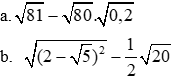 a. √81 − √80.√0,2
b. √(2 − √5)² − 1/2 √20